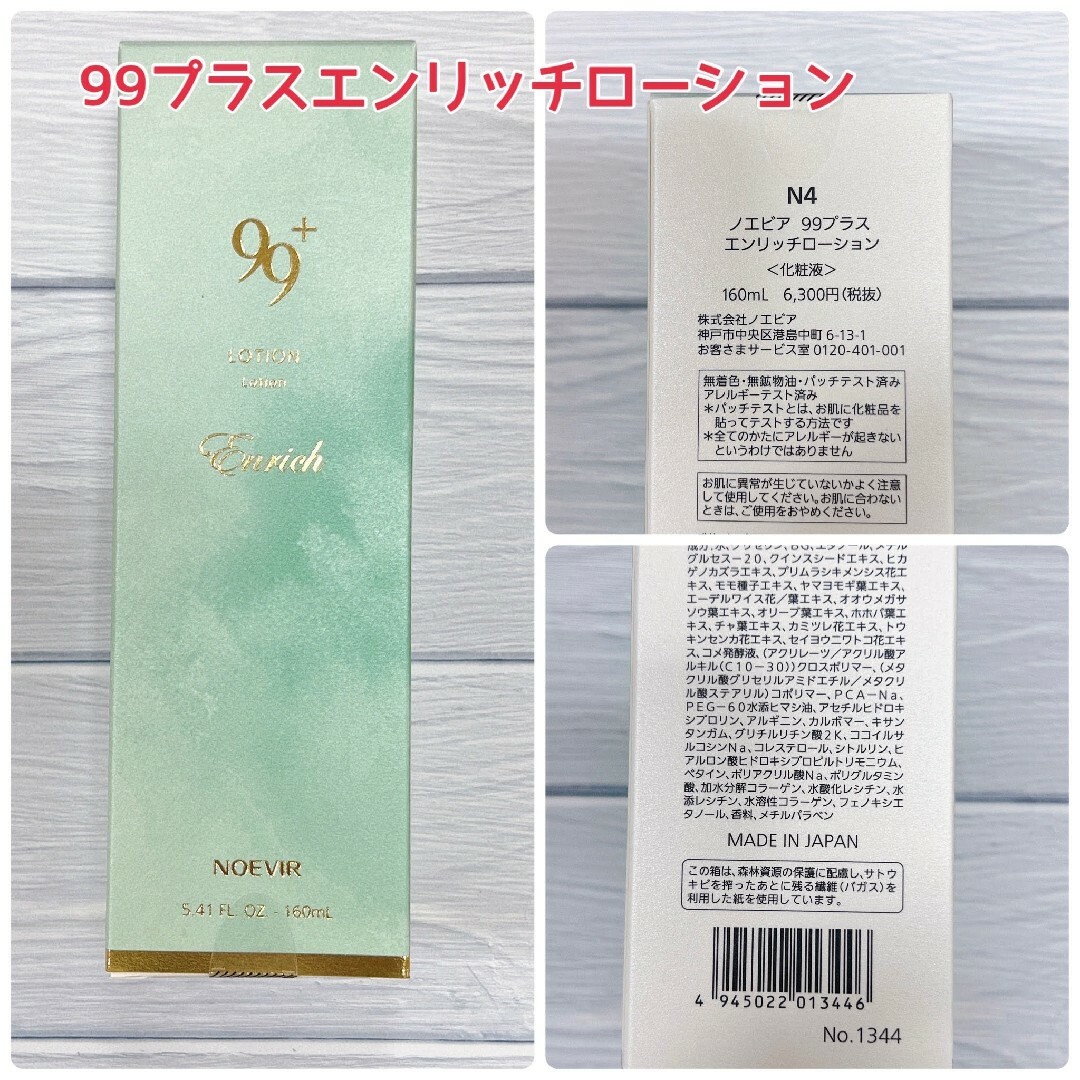 99プラスエンリッチローション
99+
LOTION
Lotion
Enrich
NOEVIR
5.41 FL. OZ - 160mL
N4
ノエビア 99プラス
エンリッチローション
<化粧液>
160mL 6,300円(税抜)
株式会社ノエビア
神戸市中央区港島中町6-13-1
お客さまサービス室 0120-401-001
無着色・無鉱物油・パッチテスト済み
アレルギーテスト済み
*パッチテストとは、お肌に化粧品を
貼ってテストする方法です
*全てのかたにアレルギーが起きない
というわけではありません
お肌に異常が生じていないかよく注意
して使用してください。お肌に合わない
ときは、ご使用をおやめください。
成分:水、グリセリン、BG、エタノール、メチル
グルセスー20、クインスシードエキス、ヒカ
ゲノカズラエキス、プリムラシキメンシス花エ
キス、モモ種子エキス、ヤマヨモギ葉エキス、
エーデルワイス花/葉エキス、オオウメガサ
ソウ葉エキス、オリーブ葉エキス、ホホバ葉エ
キス、チャ葉エキス、カミツレ花エキス、トウ
キンセンカ花エキス、セイヨウニワトコ花エキ
ス、コメ発酵液、(アクリレーツ/アクリル酸ア
ルキル(C10-30))クロスポリマー、(メタ
クリル酸グリセリルアミドエチル/メタクリ
ル酸ステアリル)コポリマー、PCA-Na、
PEG-60水添ヒマシ油、アセチルヒドロキ
シプロリン、アルギニン、カルボマー、キサン
タンガム、グリチルリチン酸2K、ココイルサ
ルコシンNa、コレステロール、シトルリン、ヒ
アルロン酸ヒドロキシプロピルトリモニウム、
ベタイン、ポリアクリル酸Na、ポリグルタミン
酸、加水分解コラーゲン、水酸化レシチン、水
添レシチン、水溶性コラーゲン、フェノキシエ
タノール、香料、メチルパラベン
MADE IN JAPAN
この箱は、森林資源の保護に配慮し、サトウ
キビを搾ったあとに残る繊維(バガス)を
利用した紙を使用しています。
4 945022 013446
No.1344